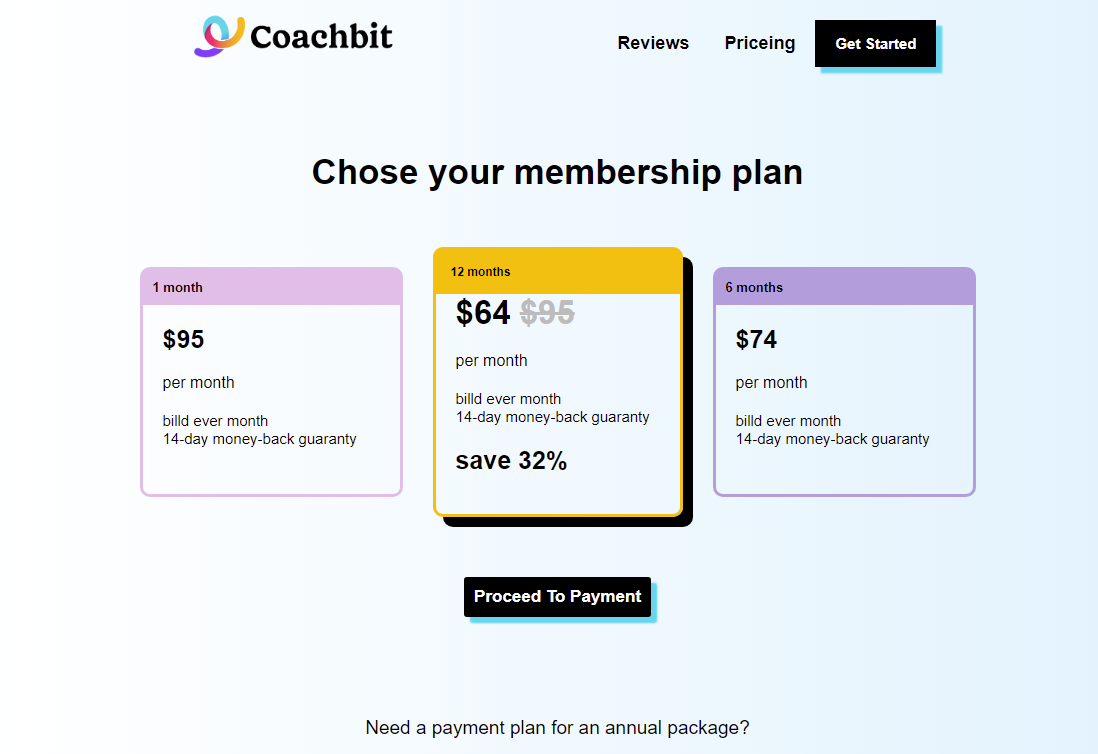 Coachbit
Reviews
Priceing
Get Started
Chose your membership plan
1 month
$95
per month
billd ever month
14-day money-back guaranty
12 months
$64 $95
per month
billd ever month
14-day money-back guaranty
save 32%
6 months
$74
per month
billd ever month
14-day money-back guaranty
Proceed To Payment
Need a payment plan for an annual package?